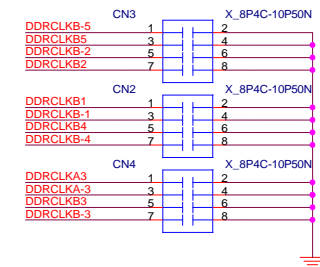 CN3 X_8P4C-10P50N
DDRCLKB-5 1 2
DDRCLKB5 3 4
DDRCLKB-2 5 6
DDRCLKB2 7 8
CN2 X_8P4C-10P50N
DDRCLKB1 1 2
DDRCLKB-1 3 4
DDRCLKB4 5 6
DDRCLKB-4 7 8
CN4 X_8P4C-10P50N
DDRCLKA3 1 2
DDRCLKA-3 3 4
DDRCLKB3 5 6
DDRCLKB-3 7 8